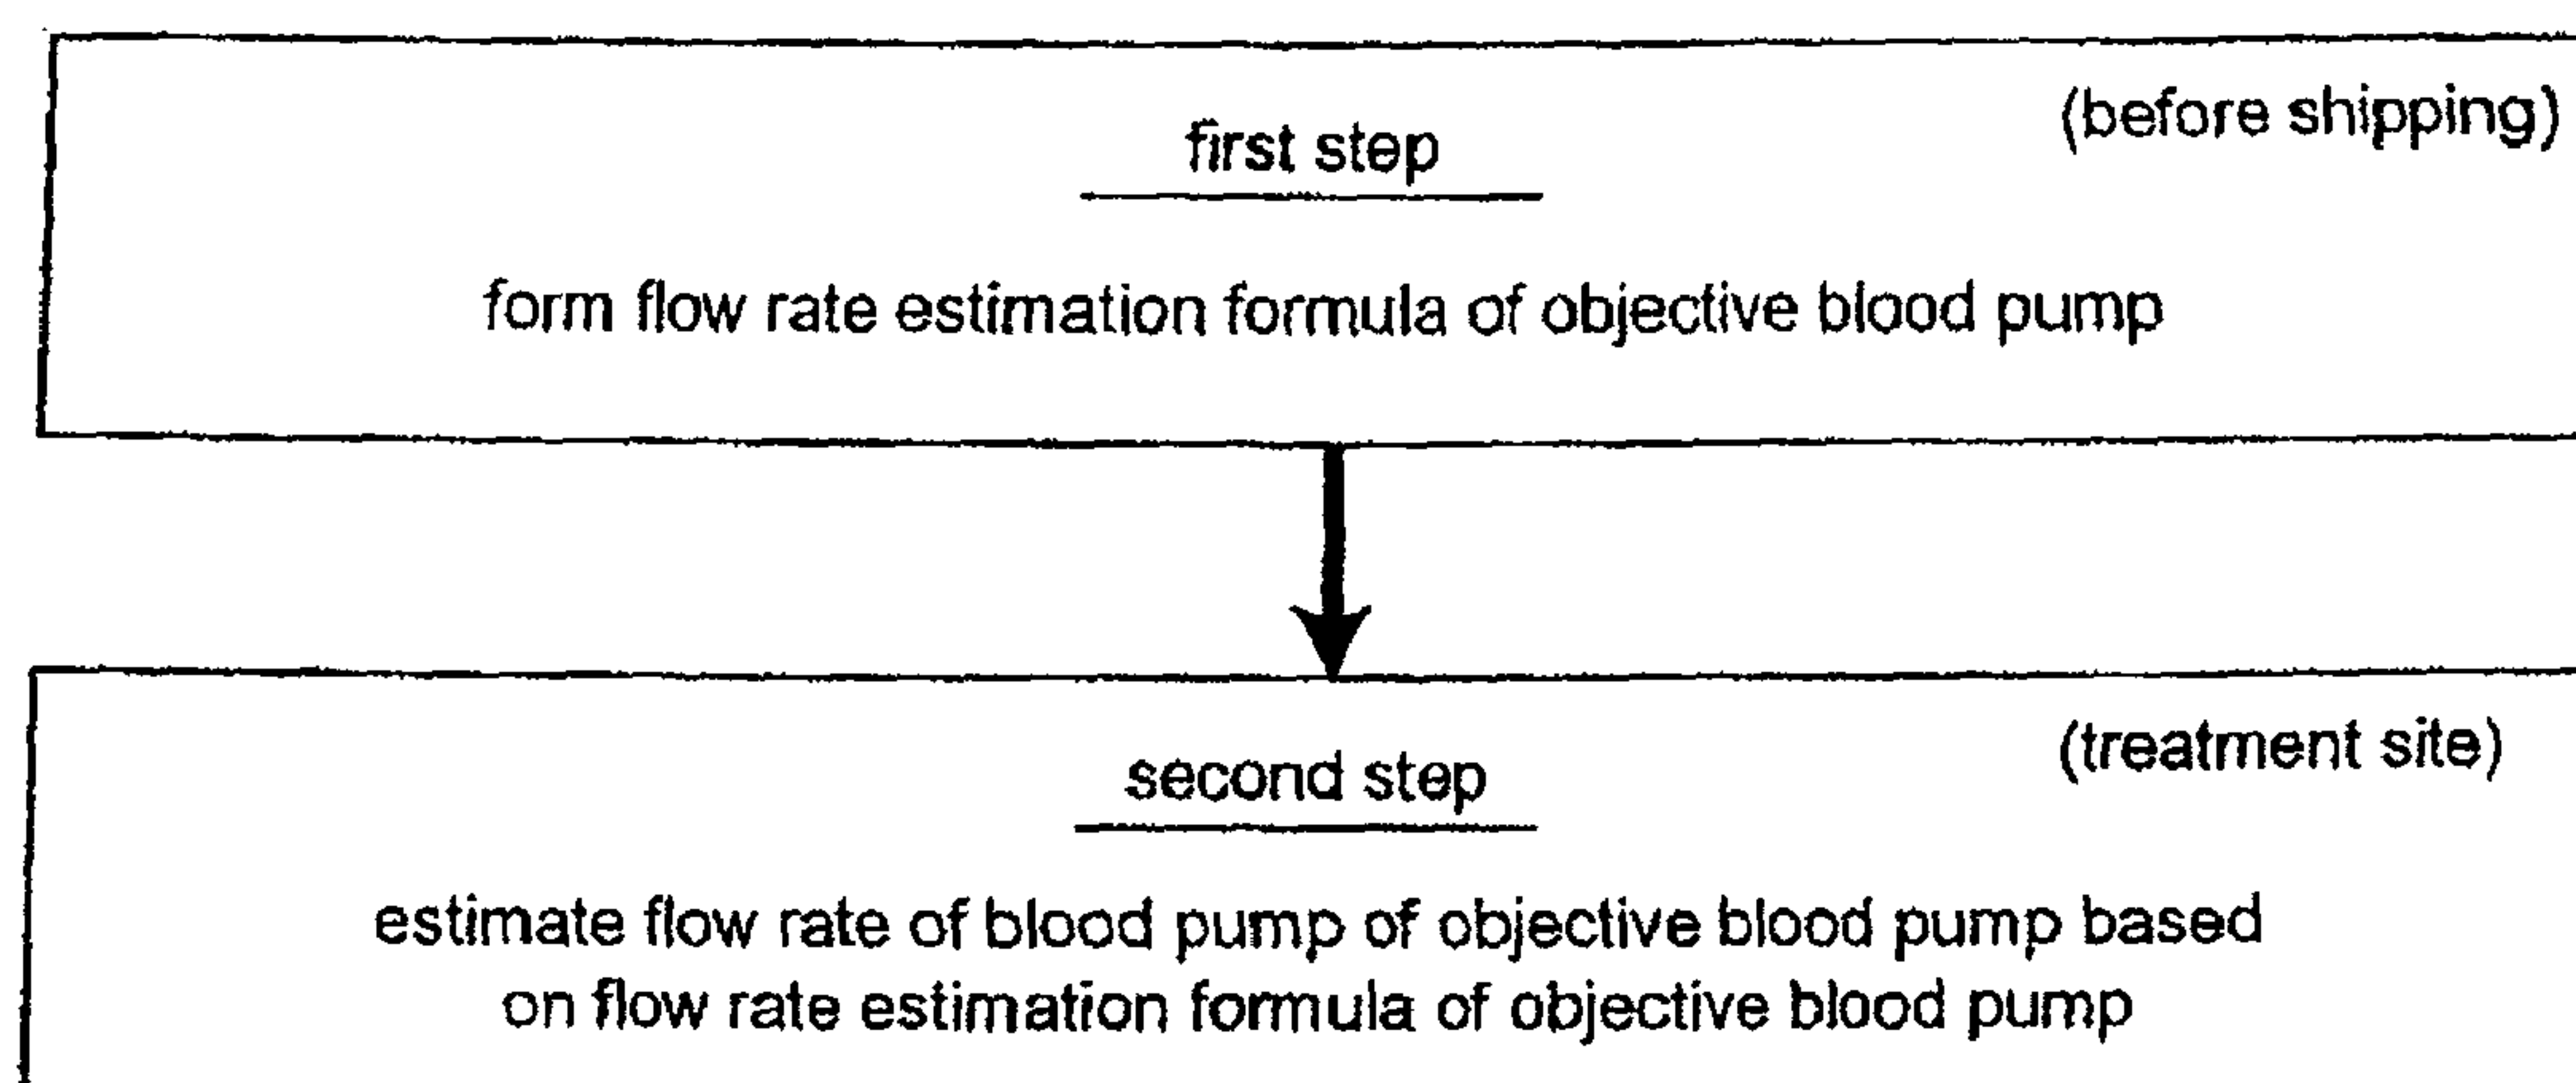 (before shipping)
first step
form flow rate estimation formula of objective blood pump
(treatment site)
second step
estimate flow rate of blood pump of objective blood pump based
on flow rate estimation formula of objective blood pump